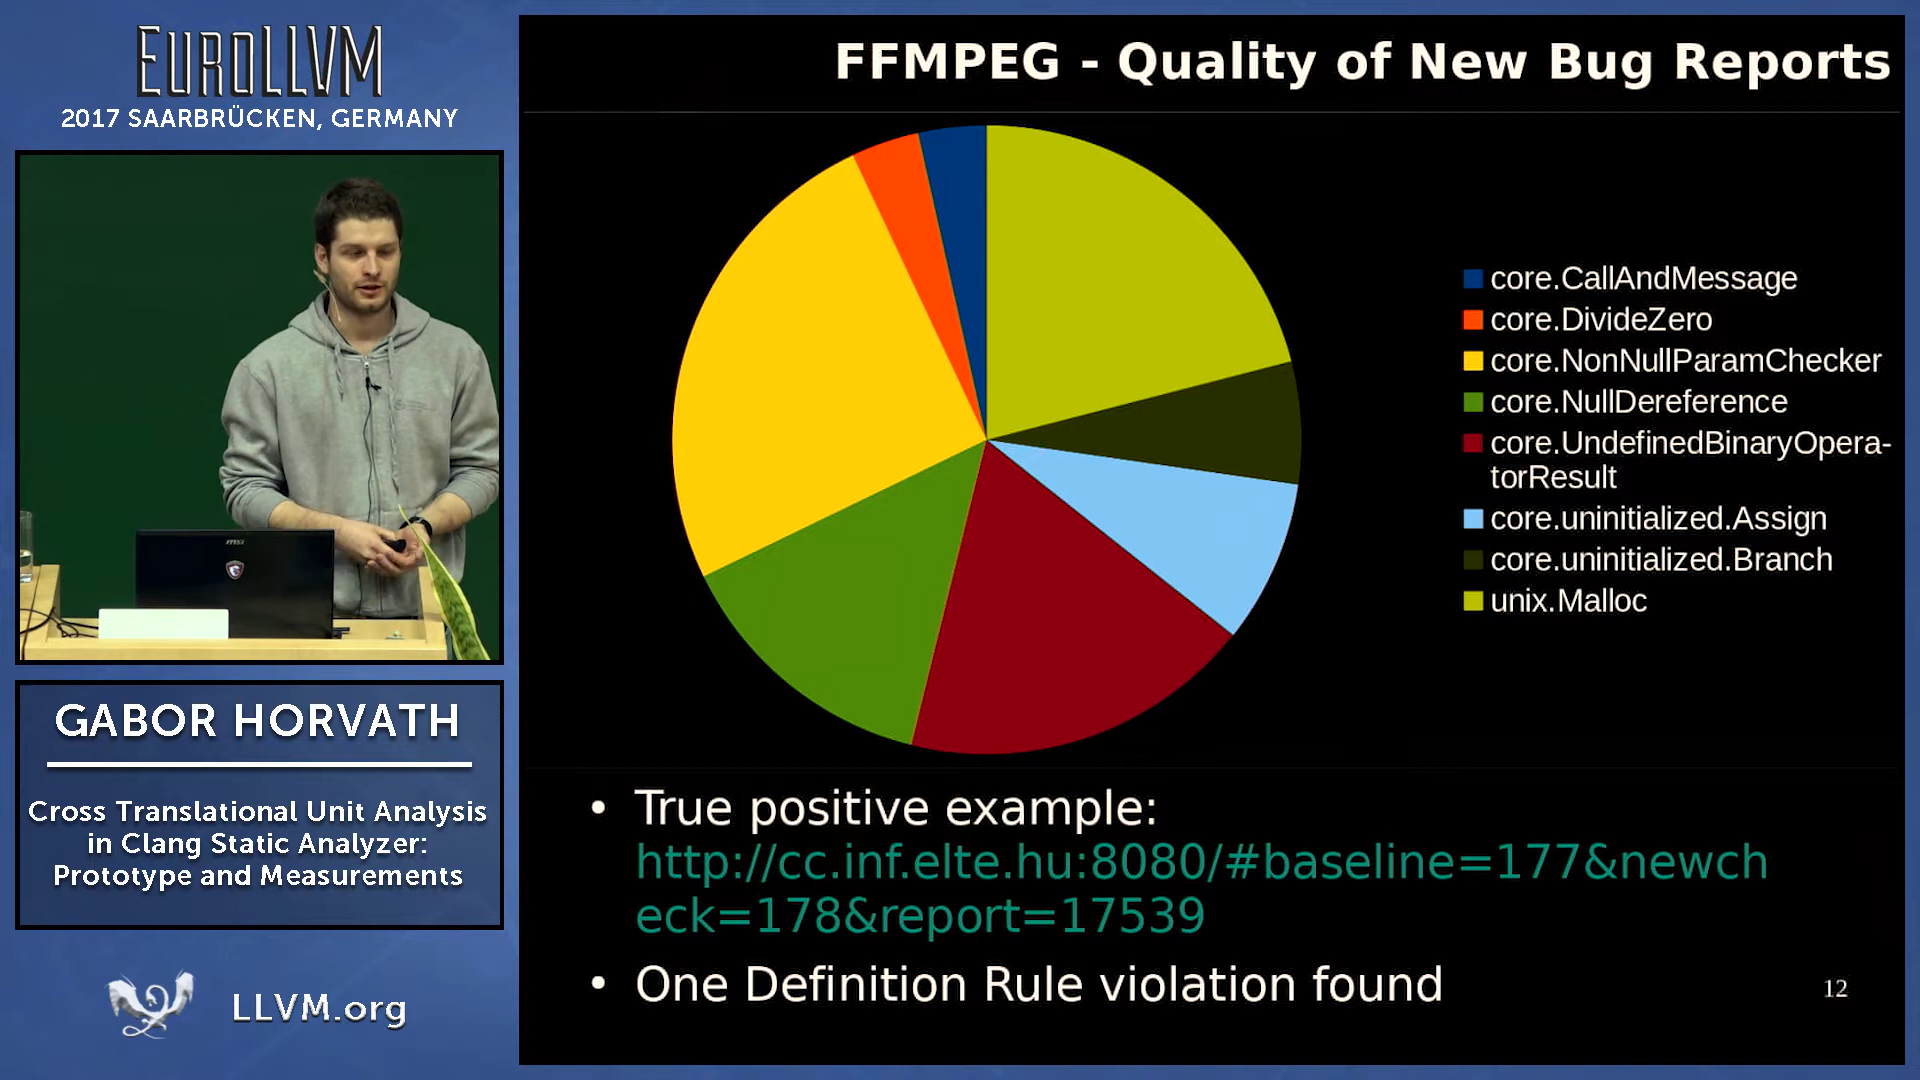 EUROLLVM
2017 SAARBRÜCKEN, GERMANY
msi
GABOR HORVATH
Cross Translational Unit Analysis
in Clang Static Analyzer:
Prototype and Measurements
LLVM.org
FFMPEG - Quality of New Bug Reports
core.CallAndMessage
core.DivideZero
core.NonNullParamChecker
core.NullDereference
core.UndefinedBinaryOpera-
torResult
core.uninitialized.Assign
core.uninitialized.Branch
unix.Malloc
• True positive example:
http://cc.inf.elte.hu:8080/#baseline=177&newch
eck=178&report=17539
• One Definition Rule violation found
12